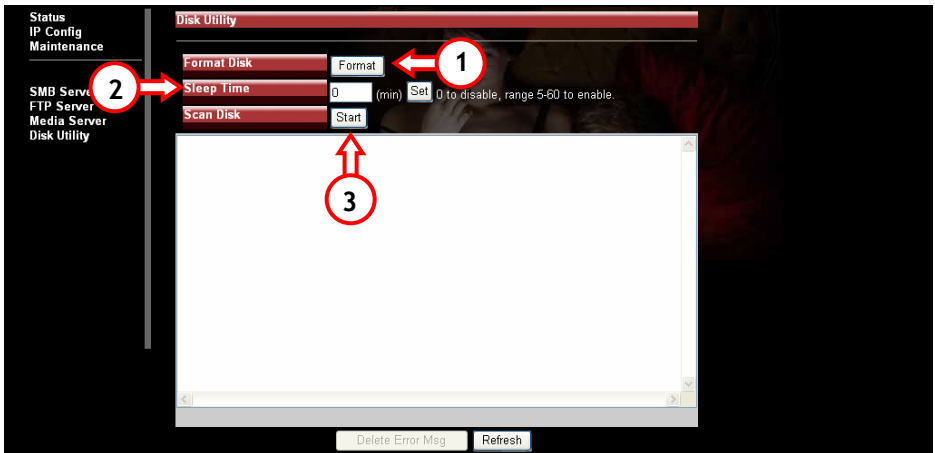 Status
IP Config
Maintenance
SMB Serve
FTP Server
Media Server
Disk Utility
Disk Utility
Format Disk Format 1
2 Sleep Time 0 (min) Set 0 to disable, range 5-60 to enable.
Scan Disk Start
3
Delete Error Msg Refresh